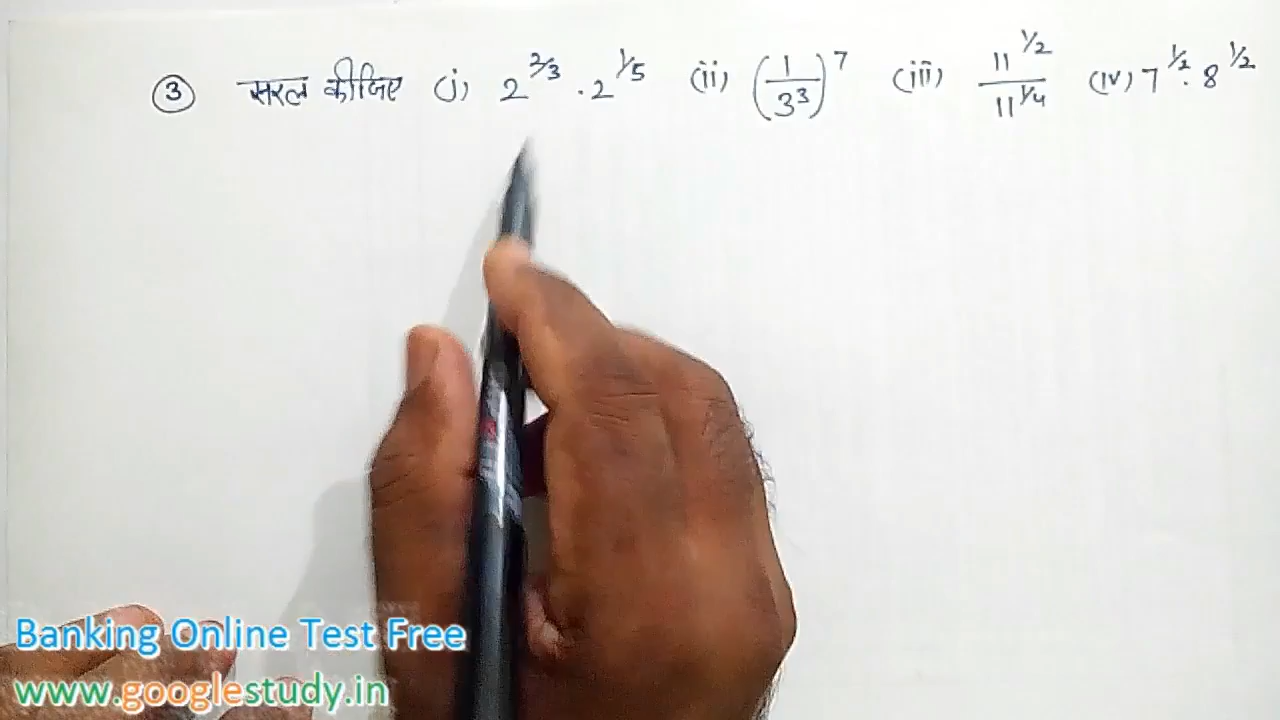 ③ सरल कीजिए (i) 2^{2/3} . 2^{1/5} (ii) (1/3^3)^7 (iii) 11^{1/2}/11^{1/4} (iv) 7^{1/2} . 8^{1/2}
Banking Online Test Free
www.googlestudy.in